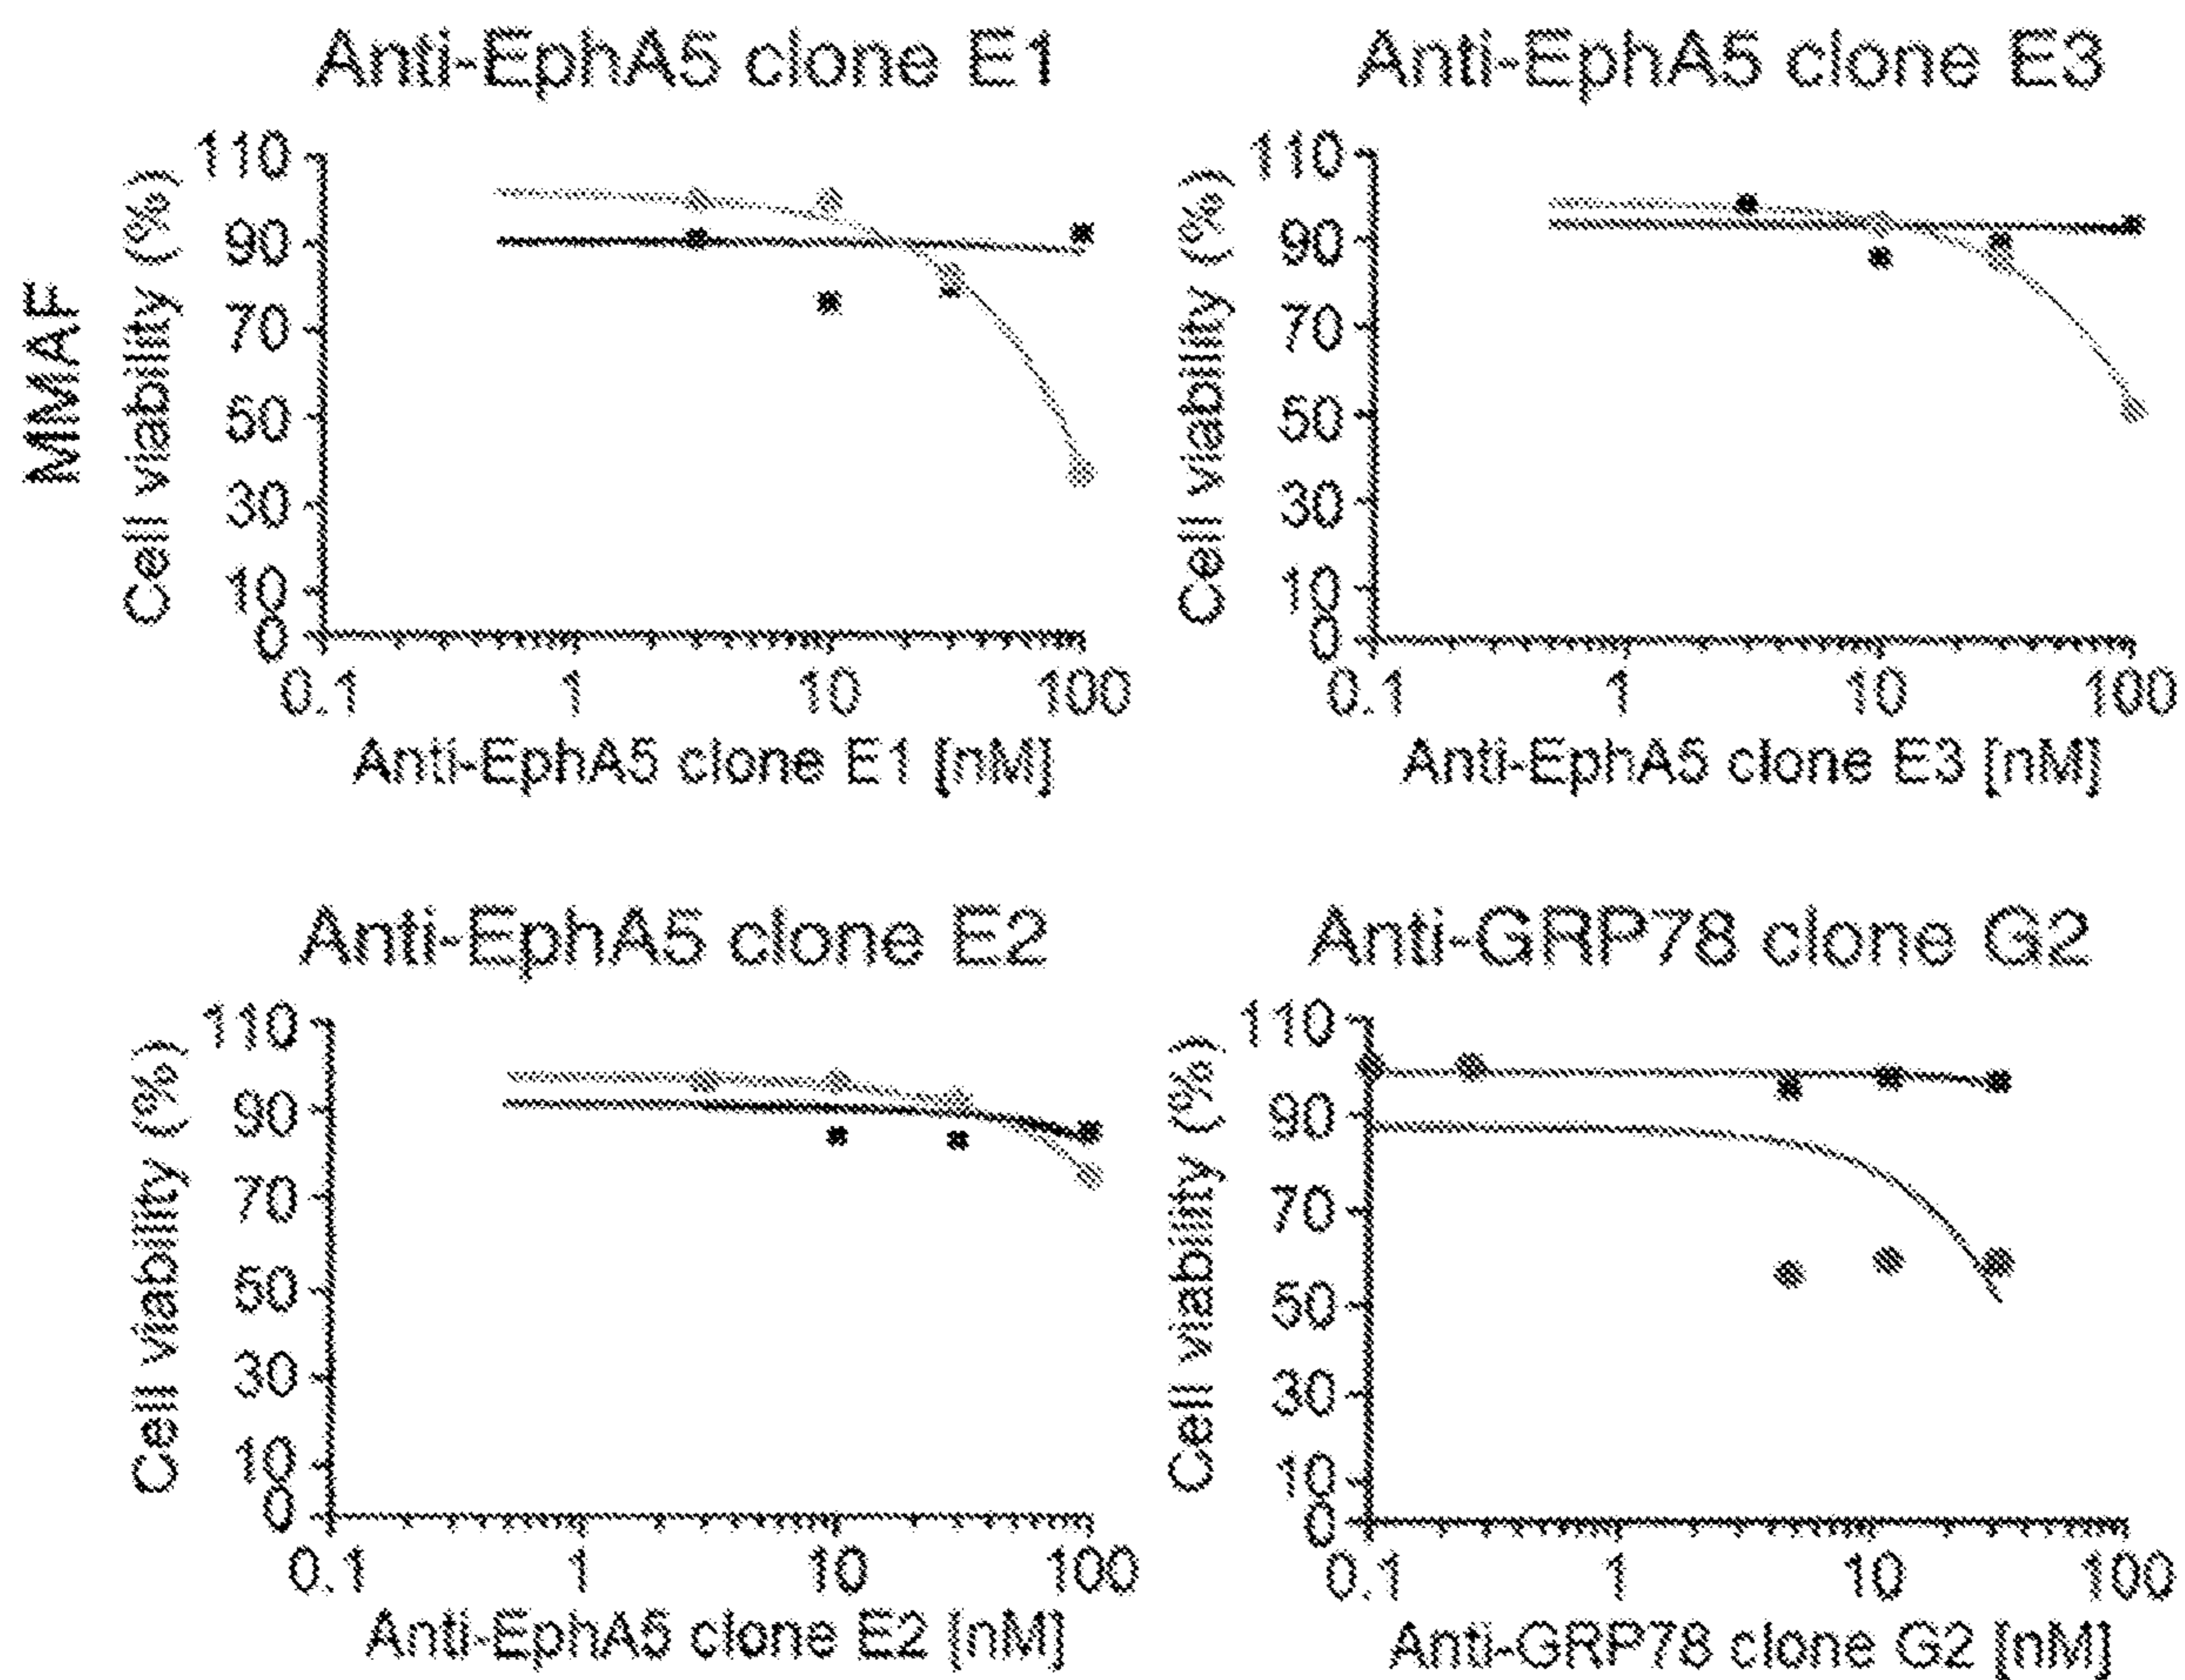 Anti-EphA5 clone E1
MMAF
Cell viability (%)
110
90
70
50
30
10
0
0.1 1 10 100
Anti-EphA5 clone E1 [nM]
Anti-EphA5 clone E3
Cell viability (%)
110
90
70
50
30
10
0
0.1 1 10 100
Anti-EphA5 clone E3 [nM]
Anti-EphA5 clone E2
Cell viability (%)
110
90
70
50
30
10
0
0.1 1 10 100
Anti-EphA5 clone E2 [nM]
Anti-GRP78 clone G2
Cell viability (%)
110
90
70
50
30
10
0
0.1 1 10 100
Anti-GRP78 clone G2 [nM]